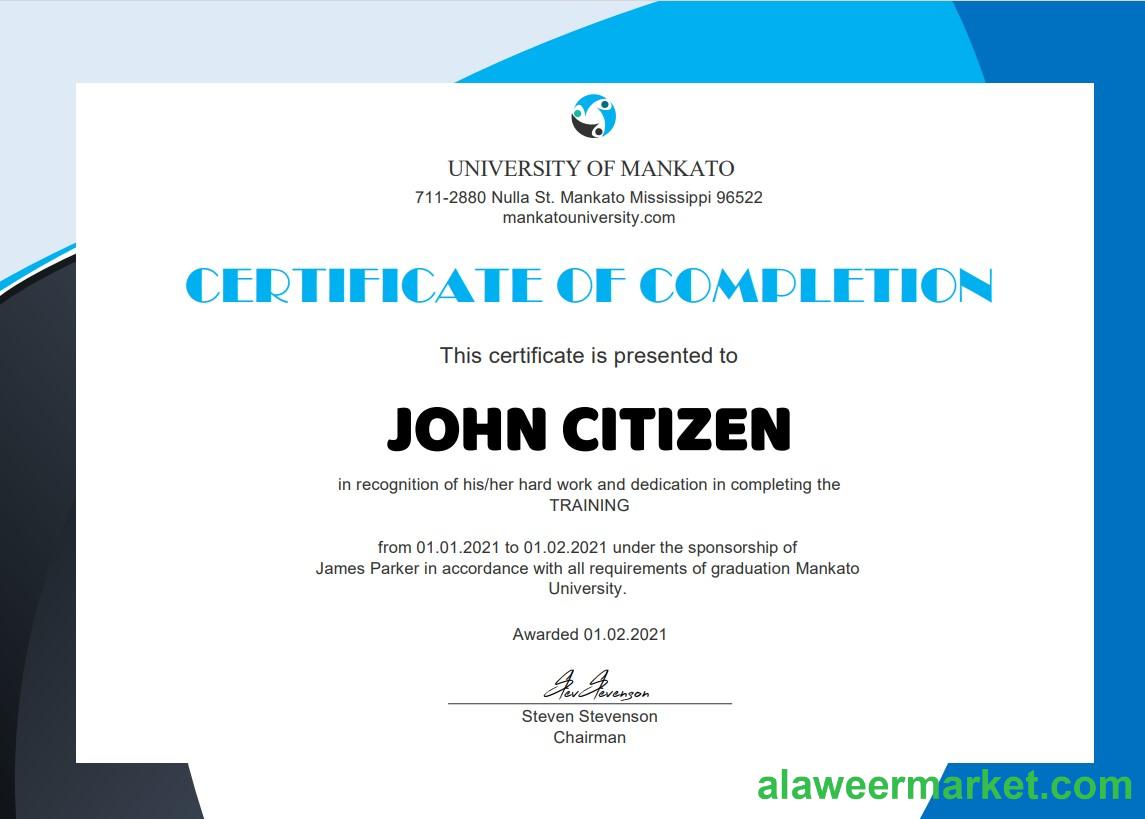 UNIVERSITY OF MANKATO
711-2880 Nulla St. Mankato Mississippi 96522
mankatouniversity.com
CERTIFICATE OF COMPLETION
This certificate is presented to
JOHN CITIZEN
in recognition of his/her hard work and dedication in completing the
TRAINING
from 01.01.2021 to 01.02.2021 under the sponsorship of
James Parker in accordance with all requirements of graduation Mankato
University.
Awarded 01.02.2021
Stev Stevenson
Steven Stevenson
Chairman
alaweermarket.com